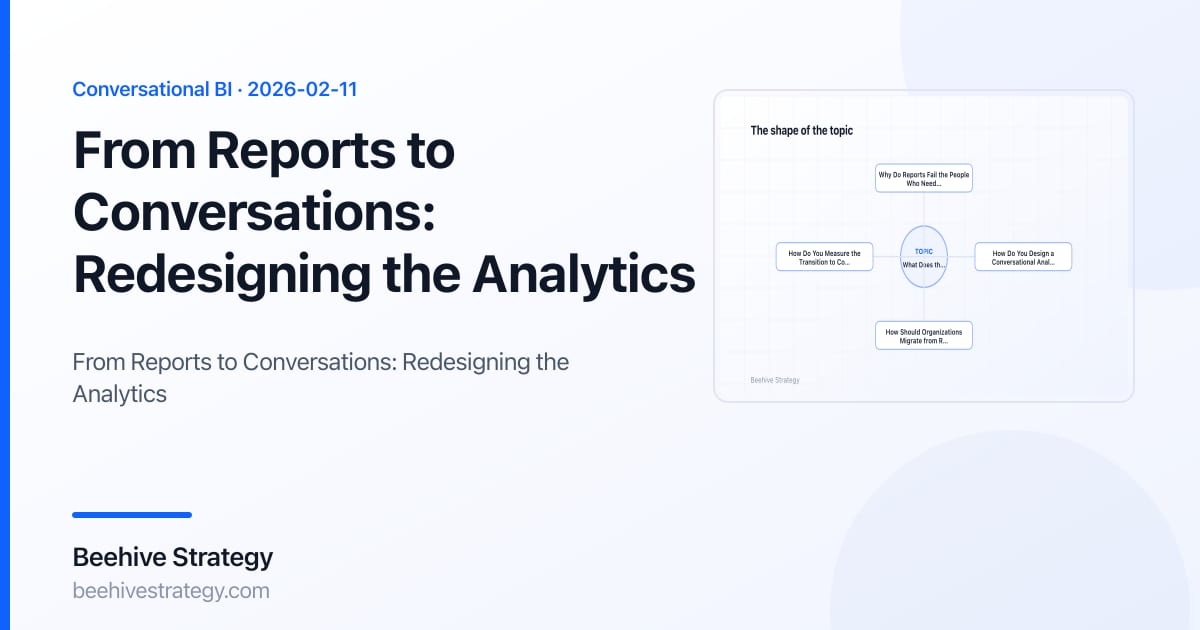 Conversational BI · 2026-02-11
From Reports to
Conversations:
Redesigning the Analytics
From Reports to Conversations: Redesigning the
Analytics
Beehive Strategy
beehivestrategy.com
The shape of the topic
Why Do Reports Fail the People
Who Need...
How Do You Measure the
Transition to Co...
TOPIC
What Does th...
How Do You Design a
Conversational Anal...
How Should Organizations
Migrate from R...
Beehive Strategy